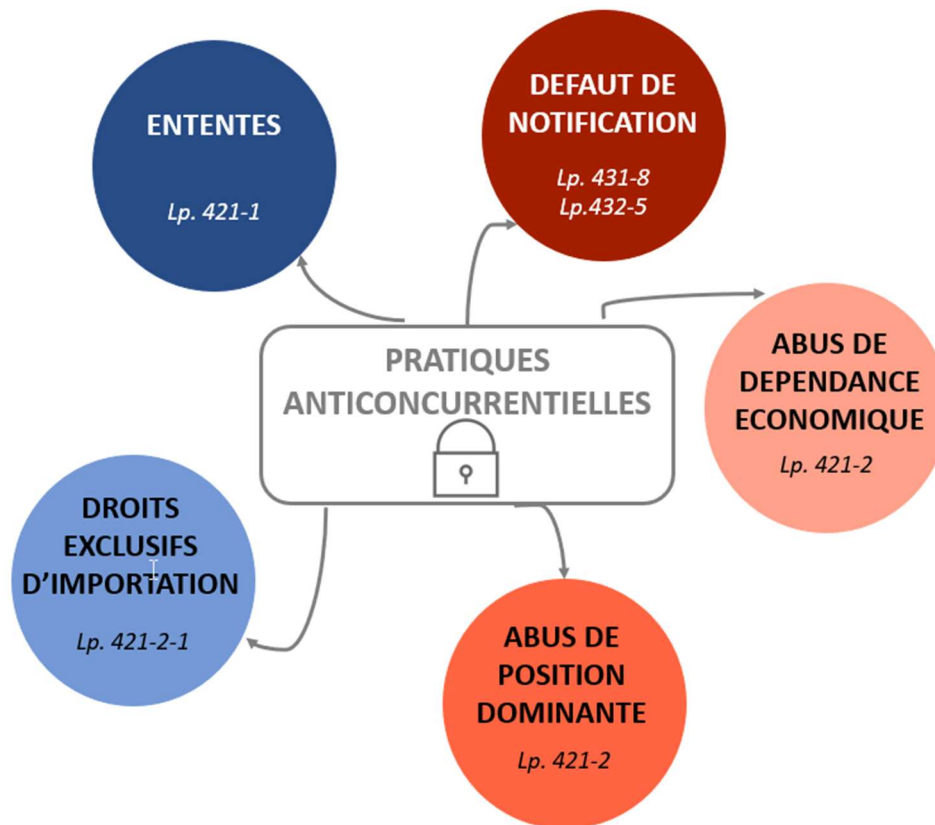 ENTENTES
Lp. 421-1
DEFAUT DE
NOTIFICATION
Lp. 431-8
Lp.432-5
PRATIQUES
ANTICONCURRENTIELLES
ABUS DE
DEPENDANCE
ECONOMIQUE
Lp. 421-2
DROITS
EXCLUSIFS
D’IMPORTATION
Lp. 421-2-1
ABUS DE
POSITION
DOMINANTE
Lp. 421-2